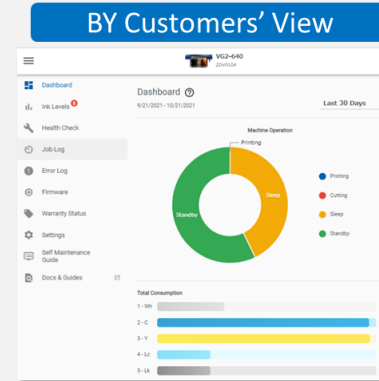 BY Customers' View
VG2-640
ZDV0104
Dashboard
Ink Levels
Health Check
Job Log
Error Log
Firmware
Warranty Status
Settings
Self Maintenance
Guide
Docs & Guides
Dashboard
9/21/2021 - 10/21/2021
Last 30 Days
Machine Operation
Printing
Sleep
Standby
Printing
Cutting
Sleep
Standby
Total Consumption
1 - Wh
2 - C
3 - Y
4 - Lc
5 - Lk